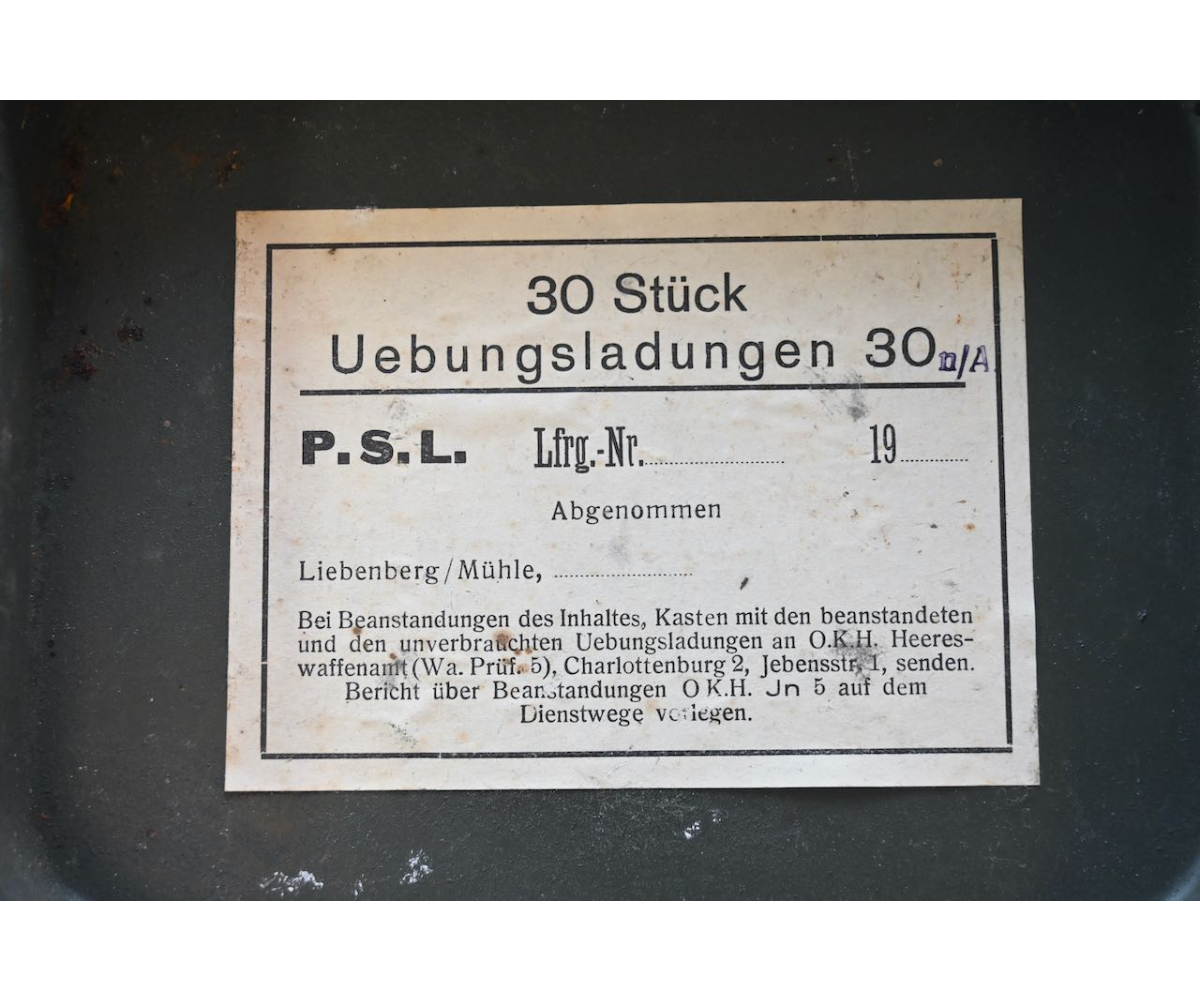 30 Stück
Uebungsladungen 30 n/A
P.S.L. Lfrg.-Nr. 19
Abgenommen
Liebenberg/Mühle,
Bei Beanstandungen des Inhaltes, Kasten mit den beanstandeten
und den unverbrauchten Uebungsladungen an O.K.H. Heeres-
waffenamt (Wa. Prüf. 5), Charlottenburg 2, Jebensstr. 1, senden.
Bericht über Beanstandungen O K.H. Jn 5 auf dem
Dienstwege vorlegen.